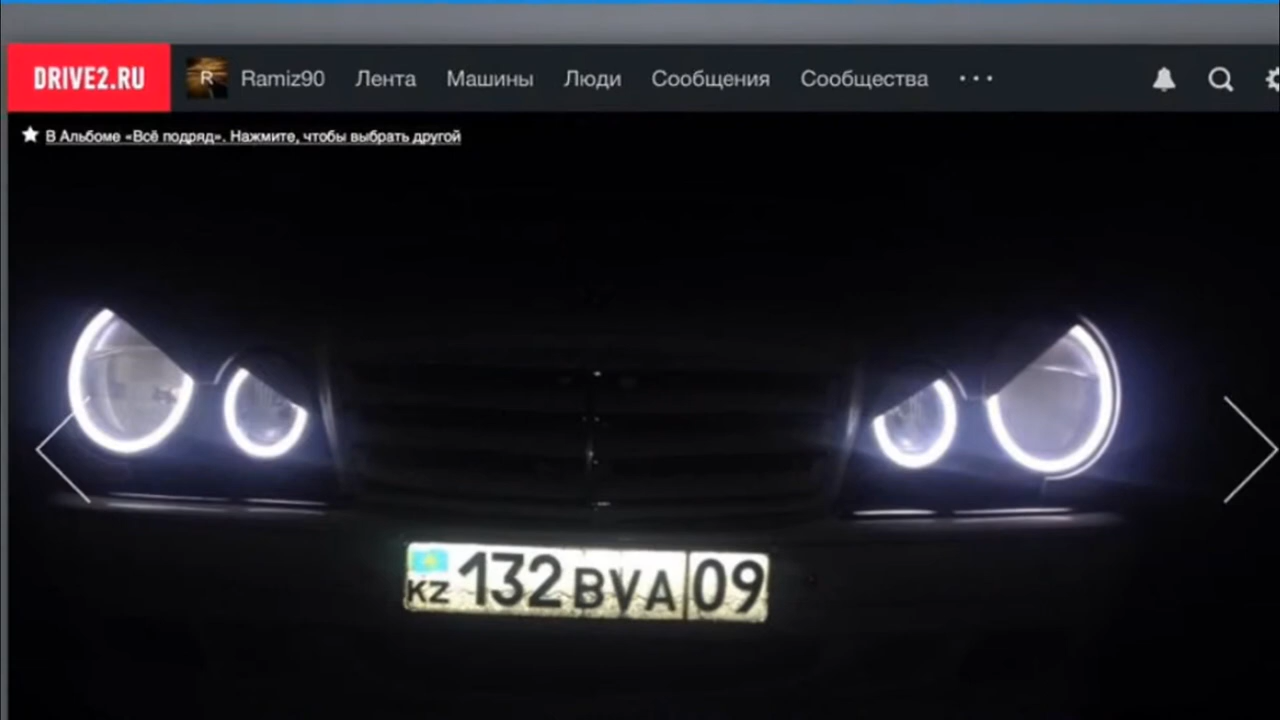 DRIVE2.RU R Ramiz90 Лента Машины Люди Сообщения Сообщества ···
В Альбоме «Всё подряд». Нажмите, чтобы выбрать другой
KZ 132 BVA 09